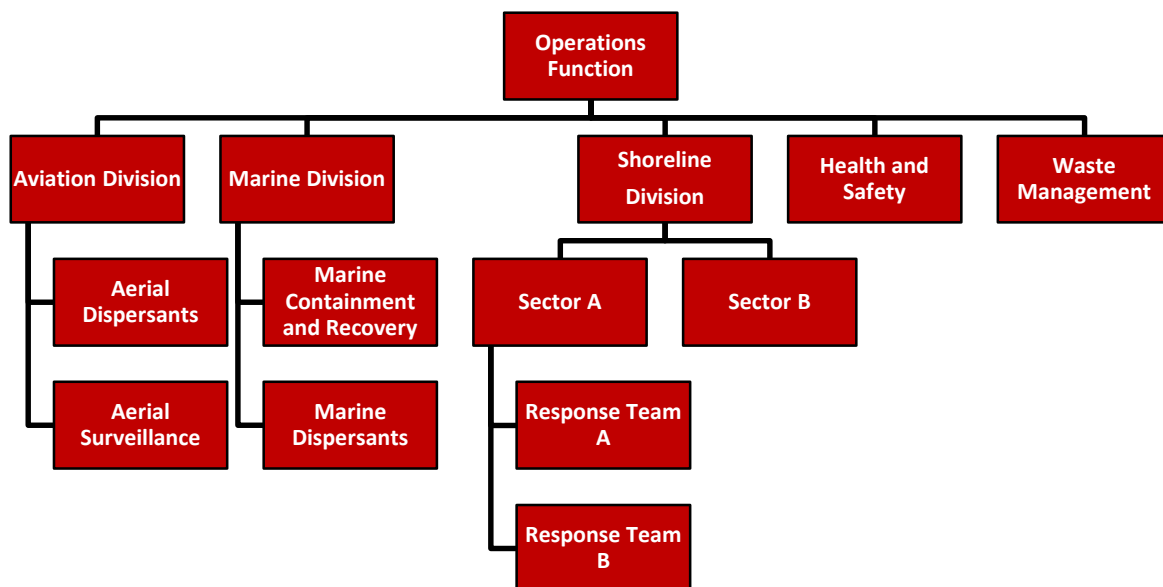 Operations
Function
Aviation Division
Marine Division
Shoreline
Division
Health and
Safety
Waste
Management
Aerial
Dispersants
Marine
Containment
and Recovery
Sector A
Sector B
Aerial
Surveillance
Marine
Dispersants
Response Team
A
Response Team
B